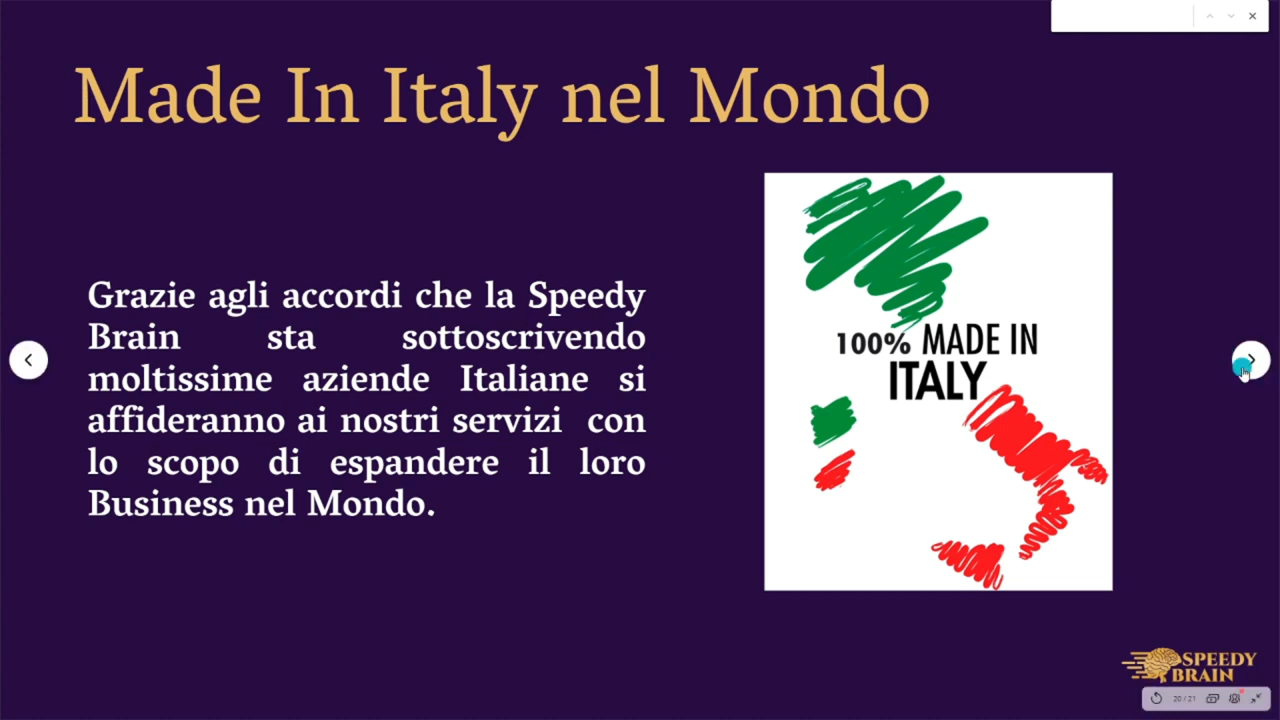 Made In Italy nel Mondo
Grazie agli accordi che la Speedy
Brain sta sottoscrivendo
moltissime aziende Italiane si
affideranno ai nostri servizi con
lo scopo di espandere il loro
Business nel Mondo.
100% MADE IN
ITALY
SPEEDY
BRAIN
20 / 21